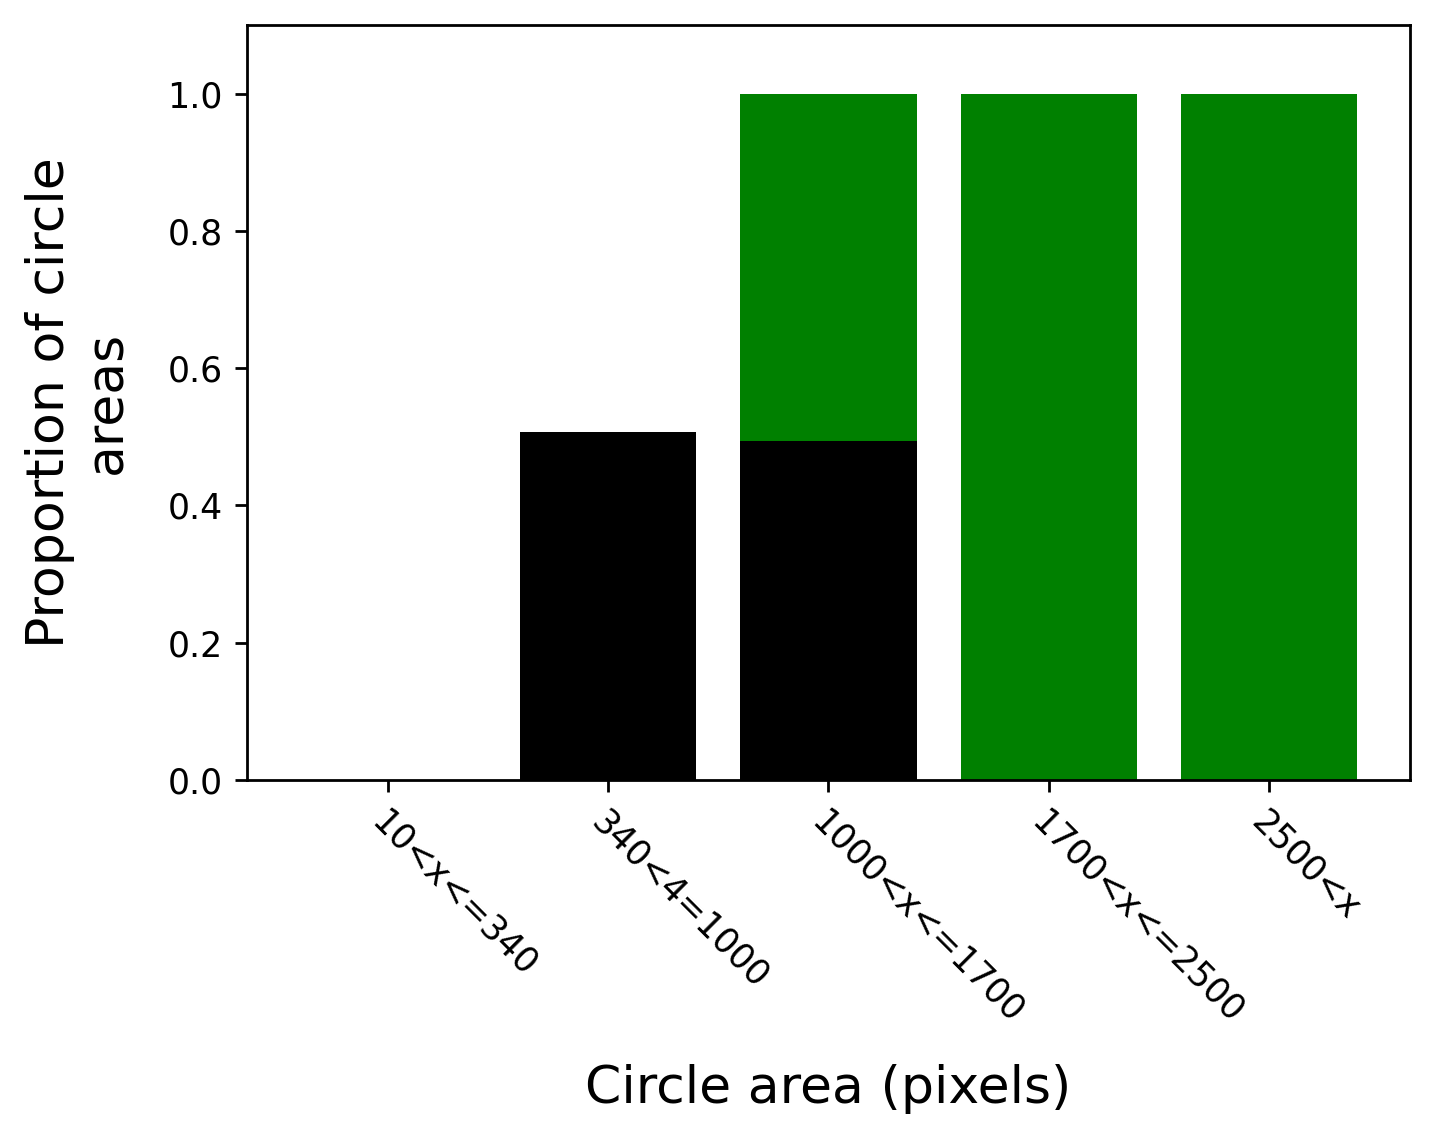 Proportion of circle
areas
1.0
0.8
0.6
0.4
0.2
0.0
10<x<=340
340<4=1000
1000<x<=1700
1700<x<=2500
2500<x
Circle area (pixels)